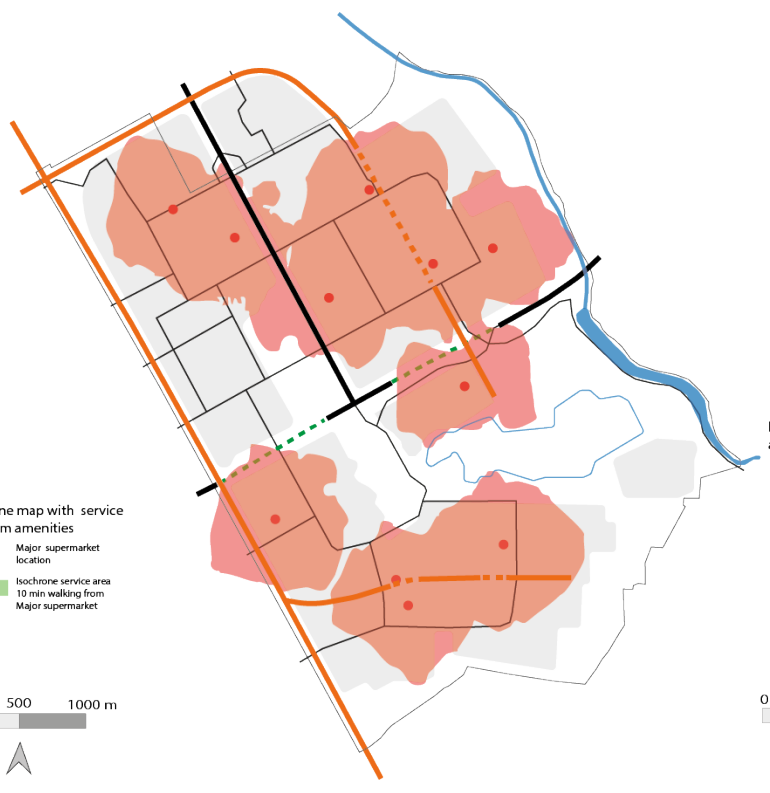 ne map with service
m amenities
Major supermarket
location
Isochrone service area
10 min walking from
Major supermarket
500 1000 m
0